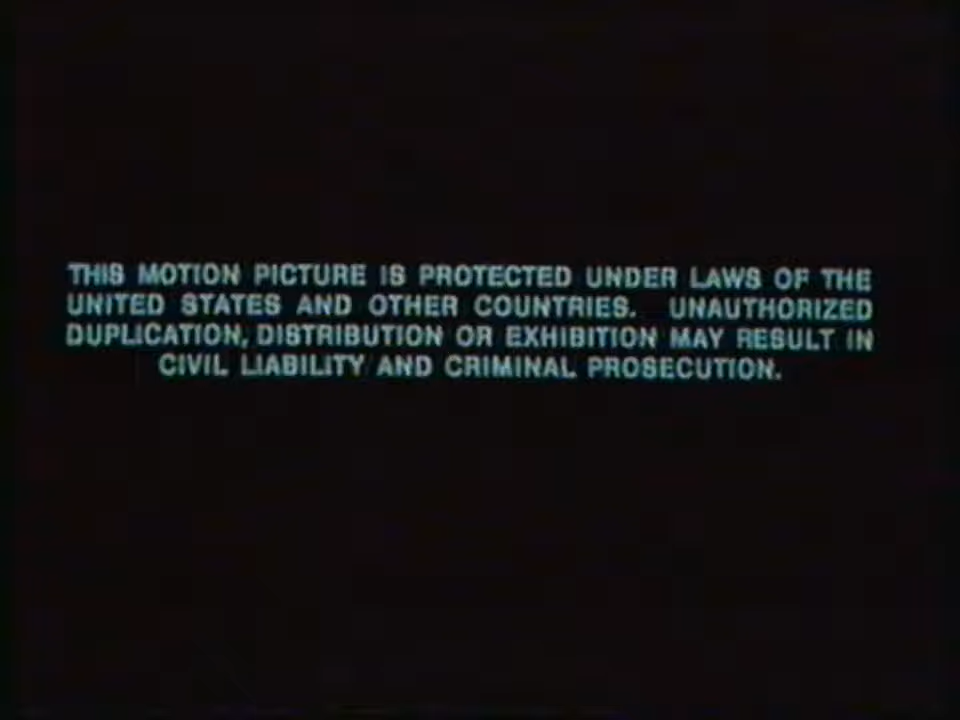 THIS MOTION PICTURE IS PROTECTED UNDER LAWS OF THE
UNITED STATES AND OTHER COUNTRIES. UNAUTHORIZED
DUPLICATION, DISTRIBUTION OR EXHIBITION MAY RESULT IN
CIVIL LIABILITY AND CRIMINAL PROSECUTION.